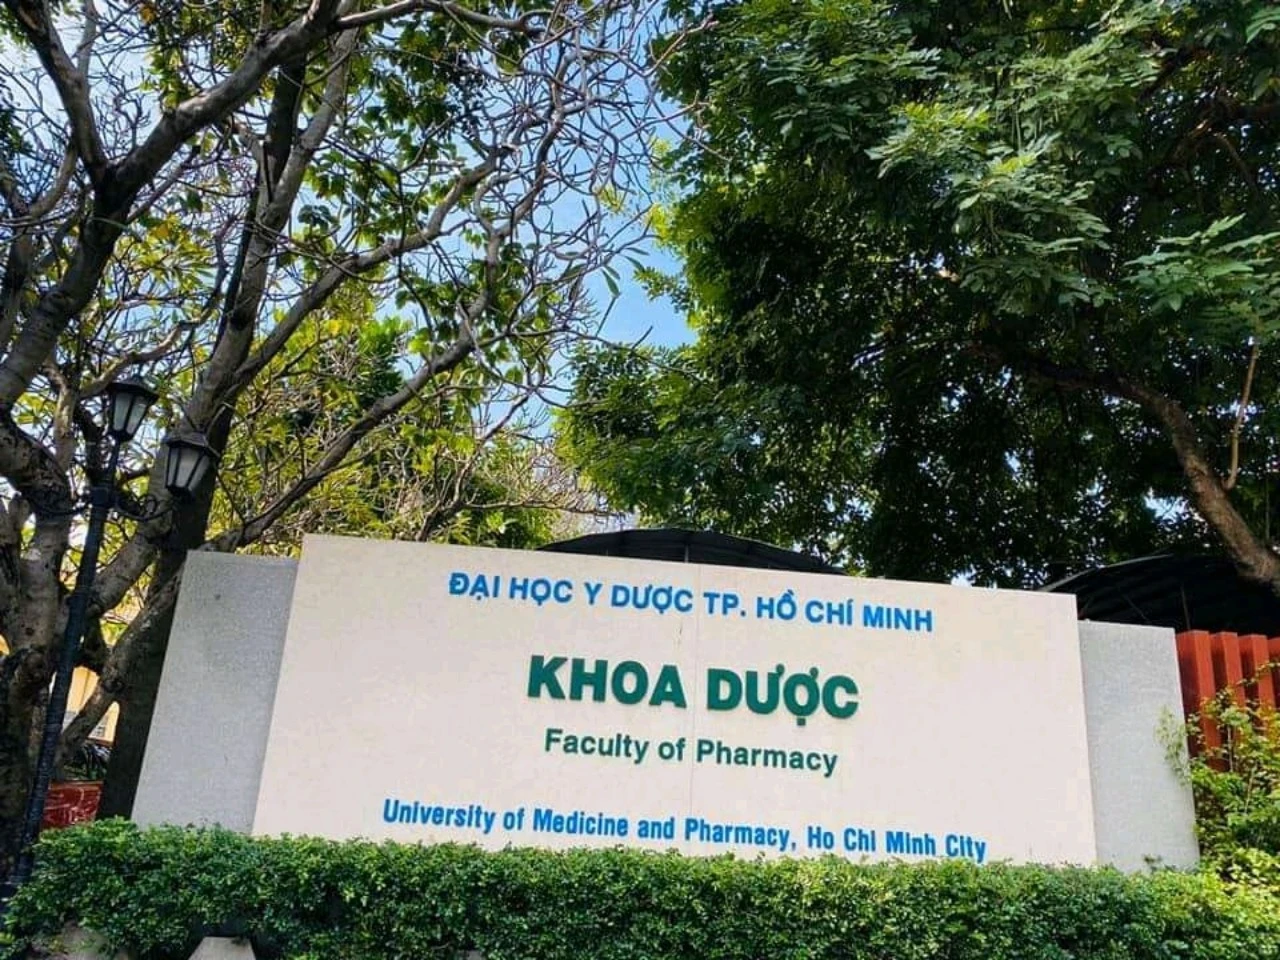 ĐẠI HỌC Y DƯỢC TP. HỒ CHÍ MINH
KHOA DƯỢC
Faculty of Pharmacy
University of Medicine and Pharmacy, Ho Chi Minh City